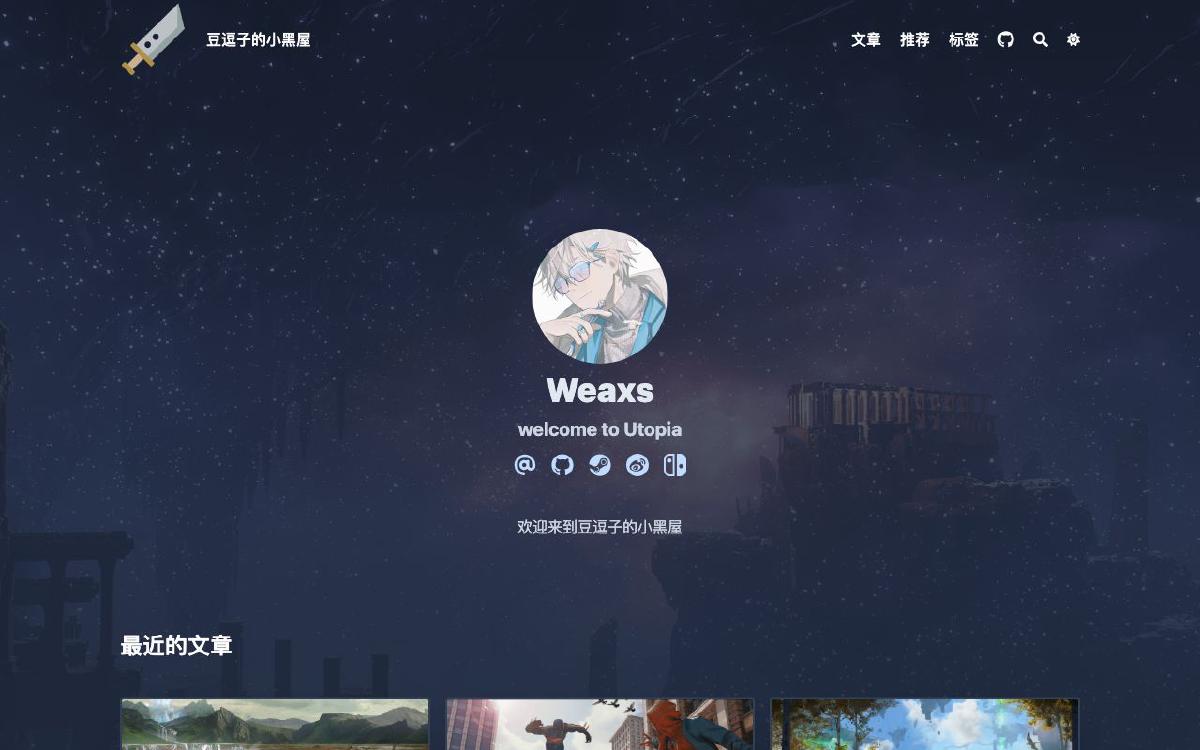 豆逗子的小黑屋
文章 推荐 标签
Weaxs
welcome to Utopia
欢迎来到豆逗子的小黑屋
最近的文章